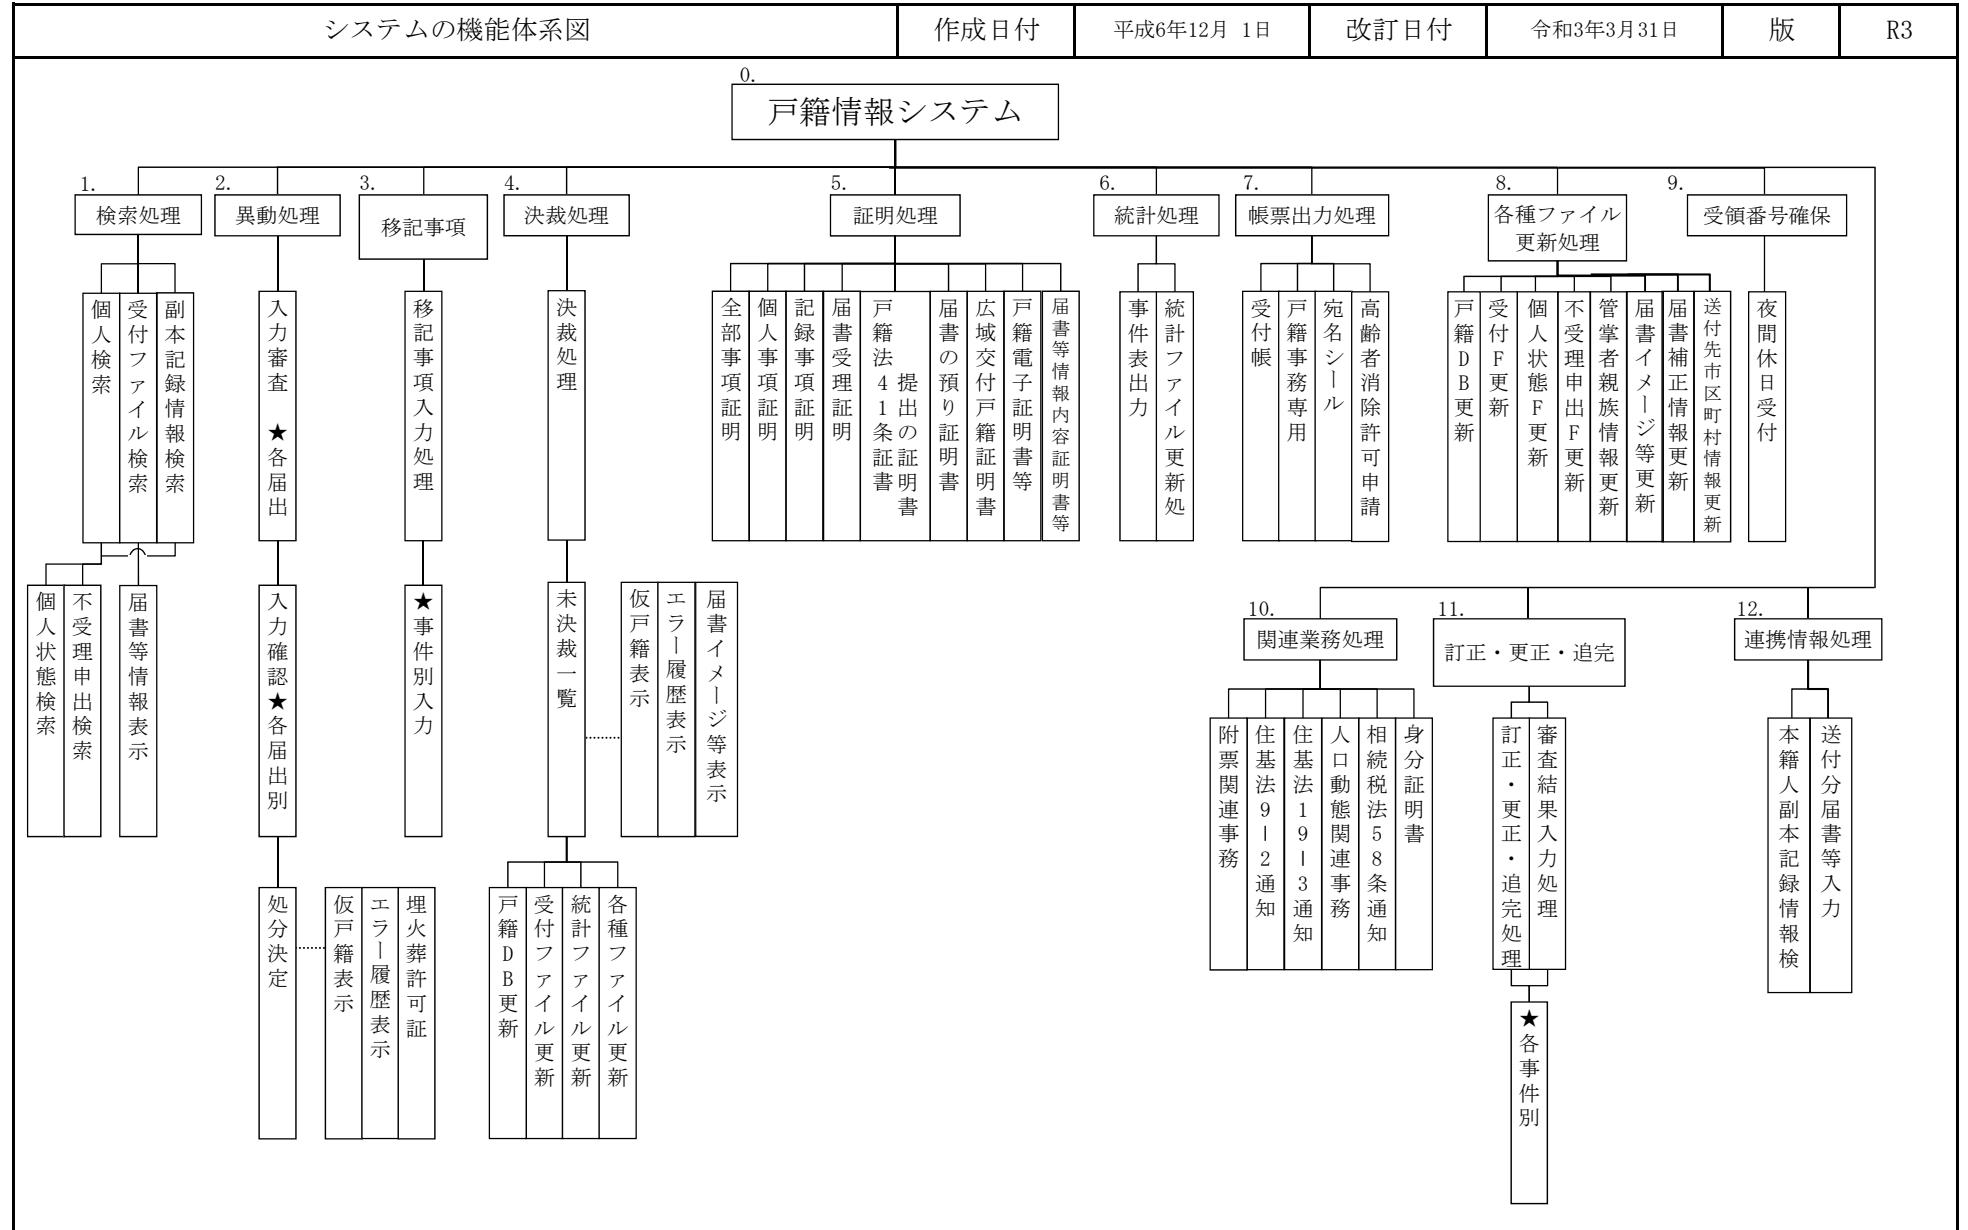 システムの機能体系図 作成日付 平成6年12月 1日 改訂日付 令和3年3月31日 版 R3
0.
戸籍情報システム
1.
検索処理
2.
異動処理
3.
移記事項
4.
決裁処理
5.
証明処理
6.
統計処理
7.
帳票出力処理
8.
各種ファイル
更新処理
9.
受領番号確保
個人検索
受付ファイル検索
副本記録情報検索
入力審査 ★各届出
移記事項入力処理
決裁処理
全部事項証明
個人事項証明
記録事項証明
届書受理証明
戸籍法41条証書
提出の証明書
届書の預り証明書
広域交付戸籍証明書
戸籍電子証明書等
届書等情報内容証明書等
事件表出力
統計ファイル更新処
受付帳
戸籍事務専用
宛名シール
高齢者消除許可申請
戸籍DB更新
受付F更新
個人状態F更新
不受理申出F更新
管掌者親族情報更新
届書イメージ等更新
届書補正情報更新
送付先市区町村情報更新
夜間休日受付
個人状態検索
不受理申出検索
届書等情報表示
入力確認★各届出別
★事件別入力
未決裁一覧
仮戸籍表示
エラー履歴表示
届書イメージ等表示
10.
関連業務処理
11.
訂正・更正・追完
12.
連携情報処理
附票関連事務
住基法9ー2通知
住基法19ー3通知
人口動態関連事務
相続税法58条通知
身分証明書
訂正・更正・追完処理
審査結果入力処理
本籍人副本記録情報検
送付分届書等入力
処分決定
仮戸籍表示
エラー履歴表示
埋火葬許可証
戸籍DB更新
受付ファイル更新
統計ファイル更新
各種ファイル更新
★各事件別